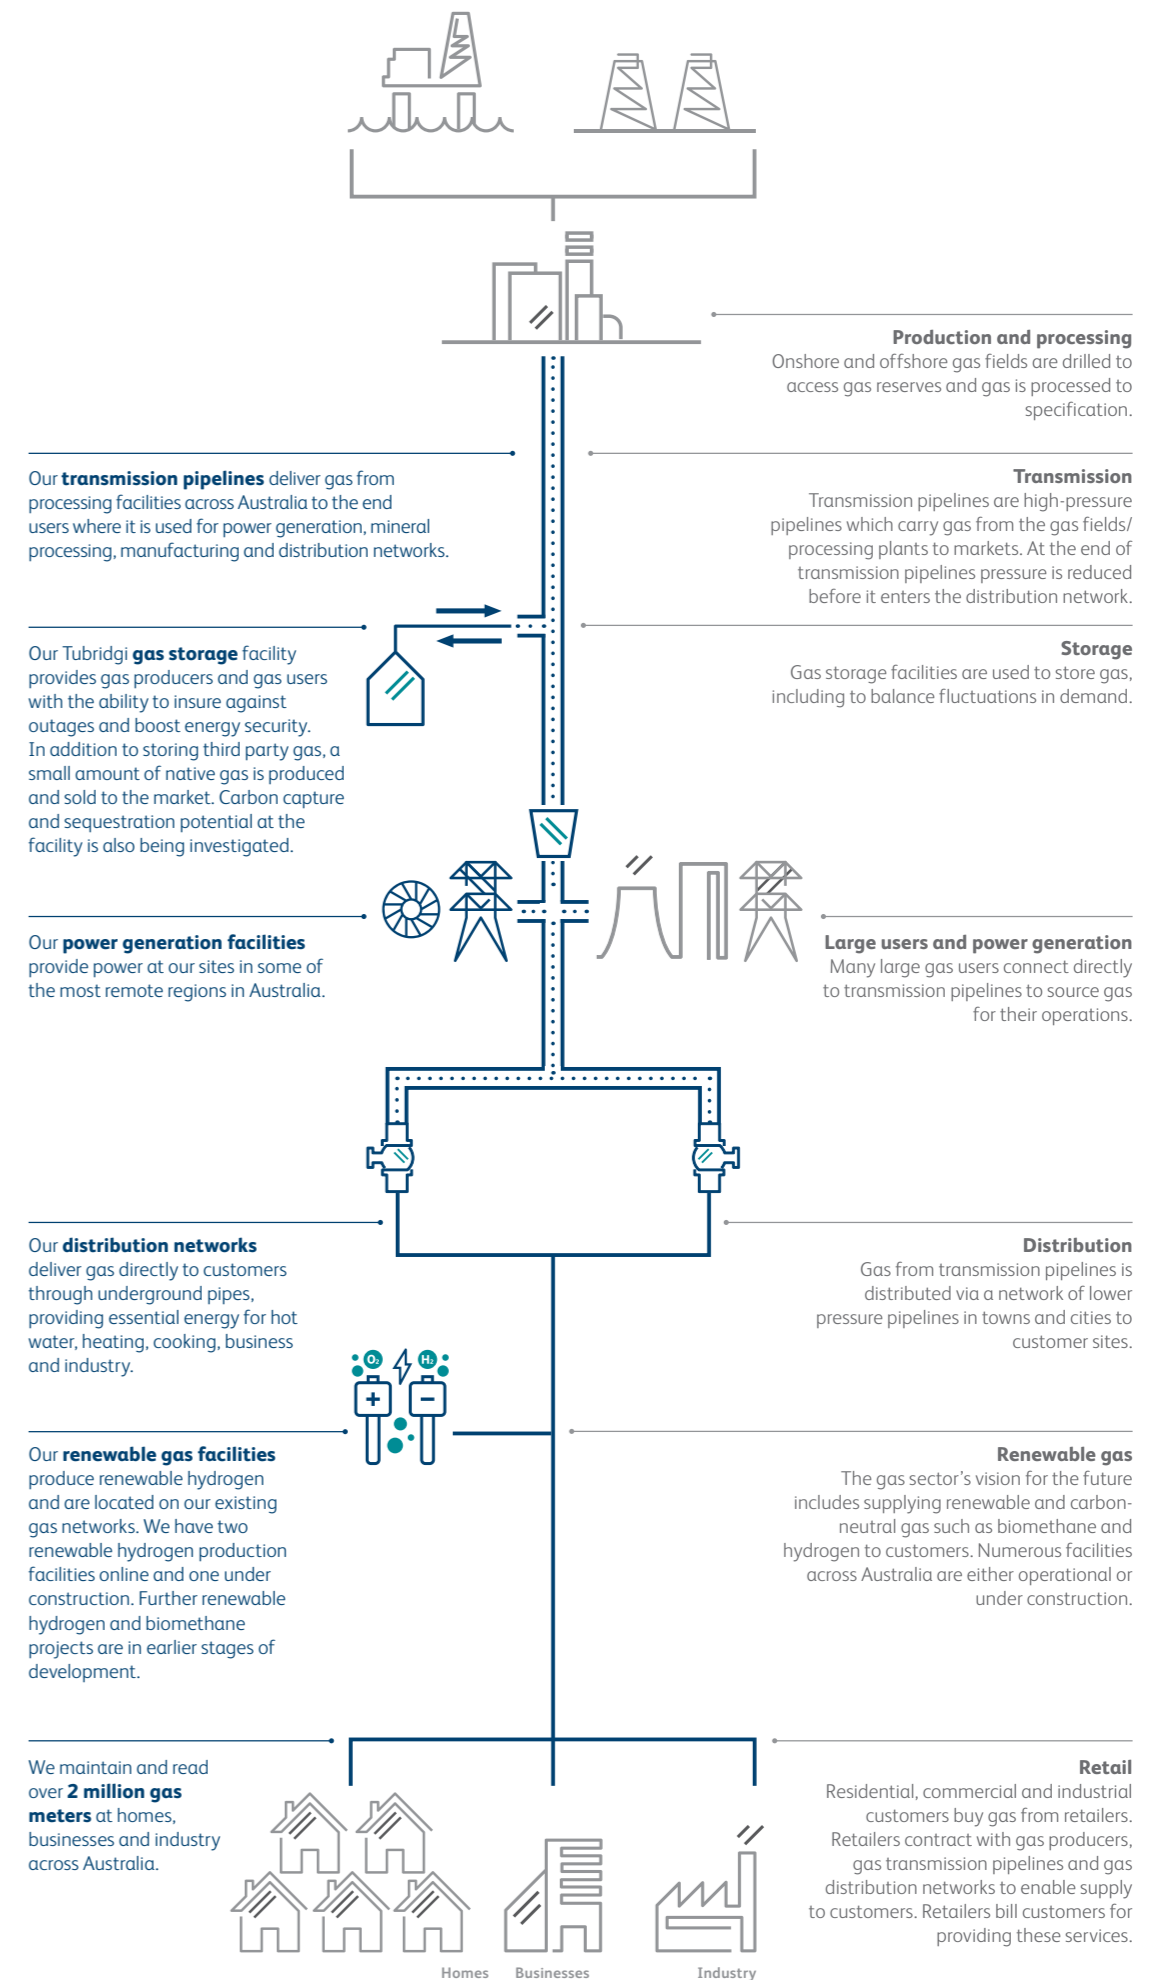 Production and processing
Onshore and offshore gas fields are drilled to
access gas reserves and gas is processed to
specification.
Our transmission pipelines deliver gas from
processing facilities across Australia to the end
users where it is used for power generation, mineral
processing, manufacturing and distribution networks.
Transmission
Transmission pipelines are high-pressure
pipelines which carry gas from the gas fields/
processing plants to markets. At the end of
transmission pipelines pressure is reduced
before it enters the distribution network.
Our Tubridgi gas storage facility
provides gas producers and gas users
with the ability to insure against
outages and boost energy security.
In addition to storing third party gas, a
small amount of native gas is produced
and sold to the market. Carbon capture
and sequestration potential at the
facility is also being investigated.
Storage
Gas storage facilities are used to store gas,
including to balance fluctuations in demand.
Our power generation facilities
provide power at our sites in some of
the most remote regions in Australia.
Large users and power generation
Many large gas users connect directly
to transmission pipelines to source gas
for their operations.
Our distribution networks
deliver gas directly to customers
through underground pipes,
providing essential energy for hot
water, heating, cooking, business
and industry.
Distribution
Gas from transmission pipelines is
distributed via a network of lower
pressure pipelines in towns and cities to
customer sites.
O₂ H₂
+ −
Our renewable gas facilities
produce renewable hydrogen
and are located on our existing
gas networks. We have two
renewable hydrogen production
facilities online and one under
construction. Further renewable
hydrogen and biomethane
projects are in earlier stages of
development.
Renewable gas
The gas sector’s vision for the future
includes supplying renewable and carbon-
neutral gas such as biomethane and
hydrogen to customers. Numerous facilities
across Australia are either operational or
under construction.
We maintain and read
over 2 million gas
meters at homes,
businesses and industry
across Australia.
Retail
Residential, commercial and industrial
customers buy gas from retailers.
Retailers contract with gas producers,
gas transmission pipelines and gas
distribution networks to enable supply
to customers. Retailers bill customers for
providing these services.
Homes Businesses Industry